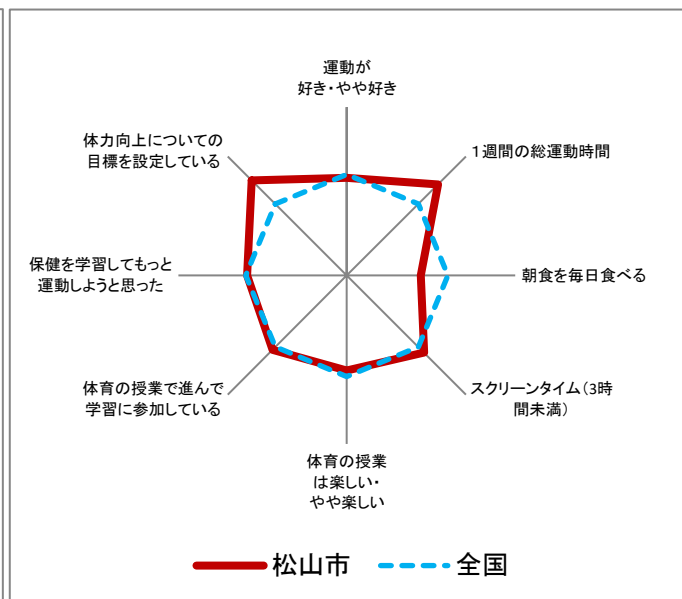 運動が
好き・やや好き
1週間の総運動時間
朝食を毎日食べる
スクリーンタイム(3時
間未満)
体育の授業
は楽しい・
やや楽しい
体育の授業で進んで
学習に参加している
保健を学習してもっと
運動しようと思った
体力向上についての
目標を設定している
松山市
全国